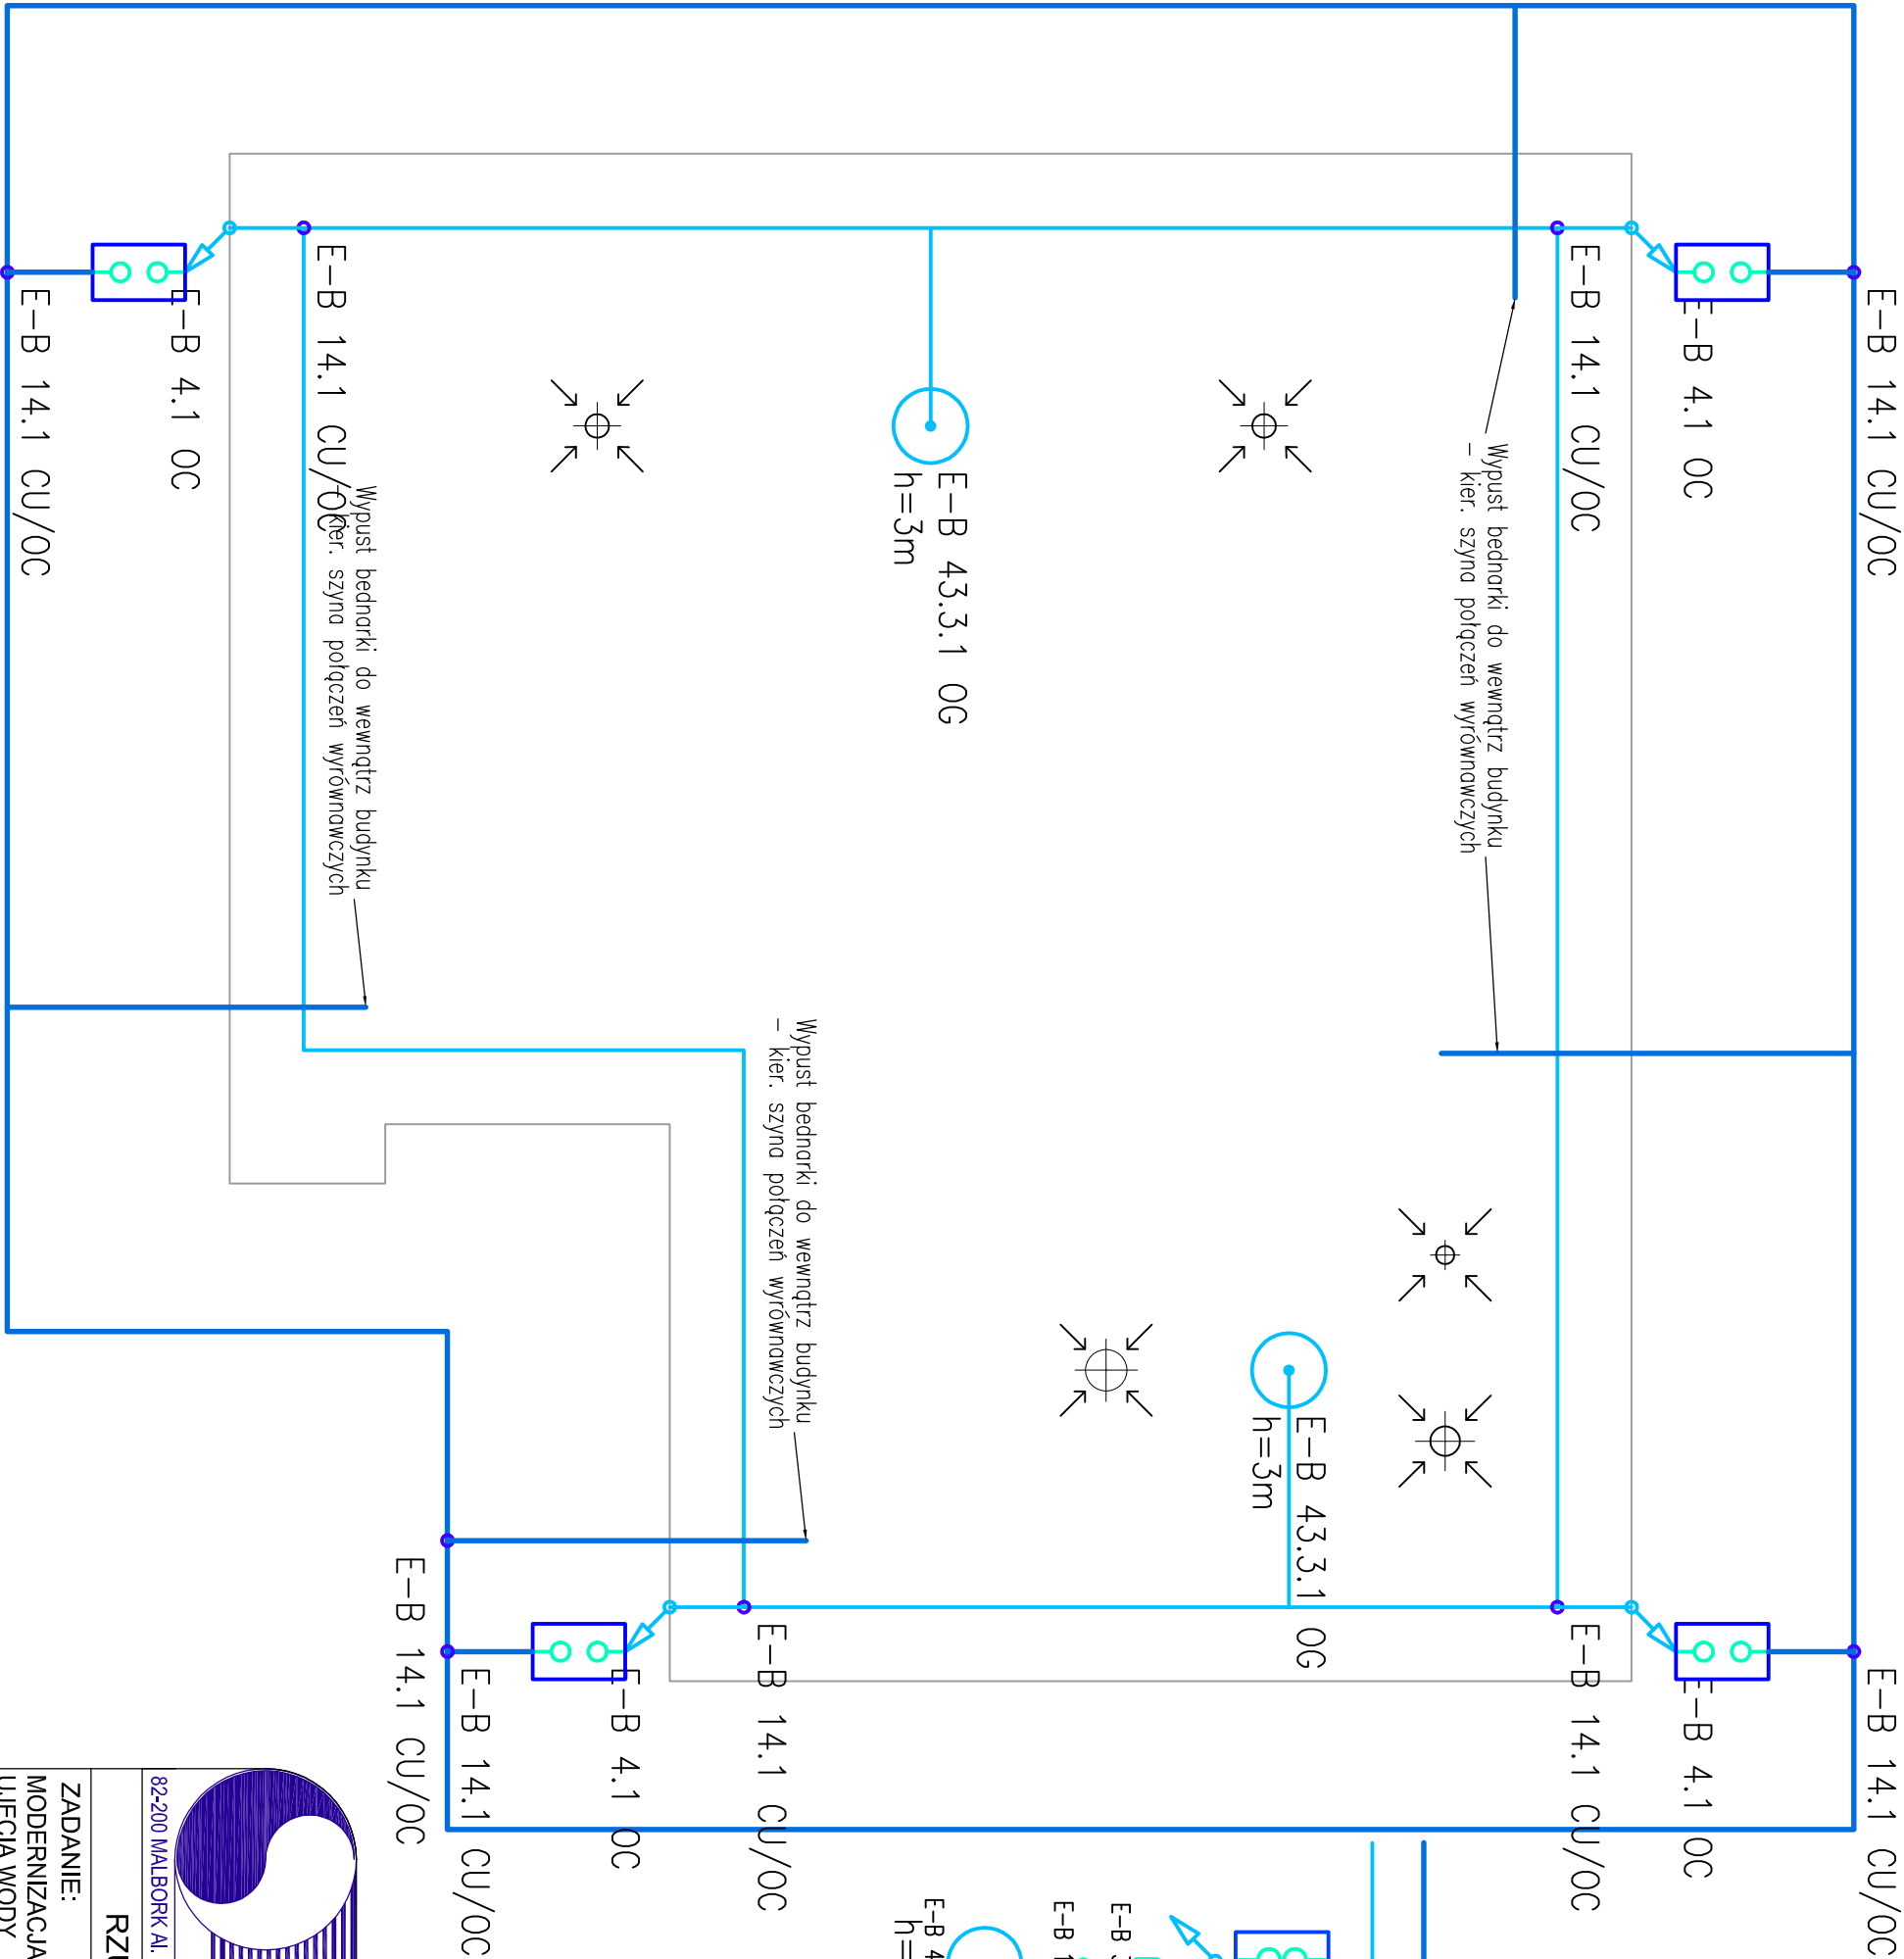 E-B 14.1 CU/OC
E-B 14.1 CU/OC
E-B 4.1 OC
E-B 4.1 OC
E-B 14.1 CU/OC
E-B 14.1 CU/OC
Wypust bednarki do wewnątrz budynku
- kier. szyna połączeń wyrównawczych
E-B 43.3.1 OG
h=3m
E-B 43.3.1 OG
h=3m
Wypust bednarki do wewnątrz budynku
- kier. szyna połączeń wyrównawczych
E-B 14.1 CU/OC
E-B 4.1 OC
E-B 14.1 CU/OC
E-B 14.1 CU/OC
Wypust bednarki do wewnątrz budynku
- kier. szyna połączeń wyrównawczych
E-B 14.1 CU/OC
E-B 4.1 OC
E-B 14.1 CU/OC
E-B
E-B
E-B
h=
82-200 MALBORK Al.
ZADANIE:
MODERNIZACJA
UJĘCIA WODY